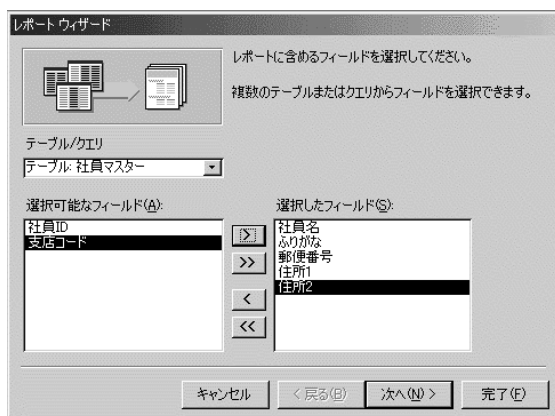 レポート ウィザード
レポートに含めるフィールドを選択してください。
複数のテーブルまたはクエリからフィールドを選択できます。
テーブル/クエリ
テーブル: 社員マスター
選択可能なフィールド(A):
社員ID
支店コード
>
>>
<
<<
選択したフィールド(S):
社員名
ふりがな
郵便番号
住所1
住所2
キャンセル
< 戻る(B)
次へ(N) >
完了(F)